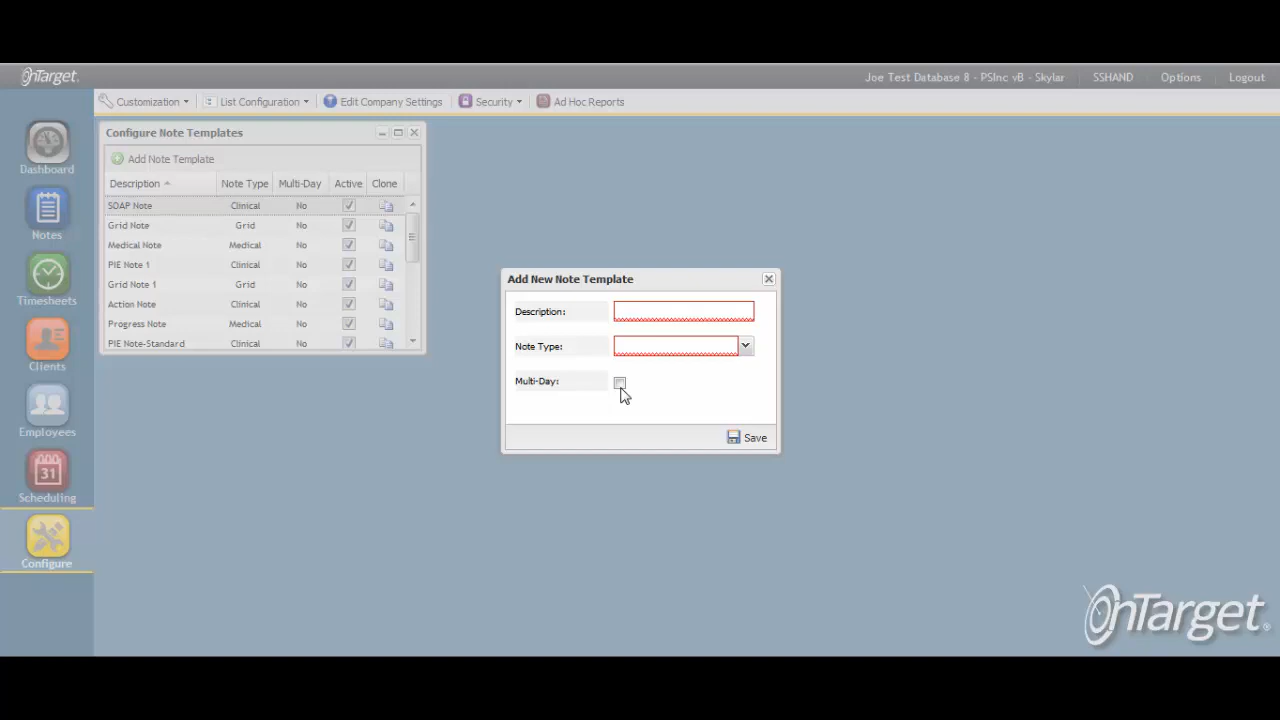 OnTarget.
Joe Test Database 8 - PSInc vB - Skylar SSHAND Options Logout
Customization List Configuration Edit Company Settings Security Ad Hoc Reports
Configure Note Templates
Add Note Template
Description Note Type Multi-Day Active Clone
SOAP Note Clinical No
Grid Note Grid No
Medical Note Medical No
PIE Note 1 Clinical No
Grid Note 1 Grid No
Action Note Clinical No
Progress Note Medical No
PIE Note-Standard Clinical No
Add New Note Template
Description:
Note Type:
Multi-Day:
Save
Dashboard
Notes
Timesheets
Clients
Employees
31
Scheduling
Configure
OnTarget®